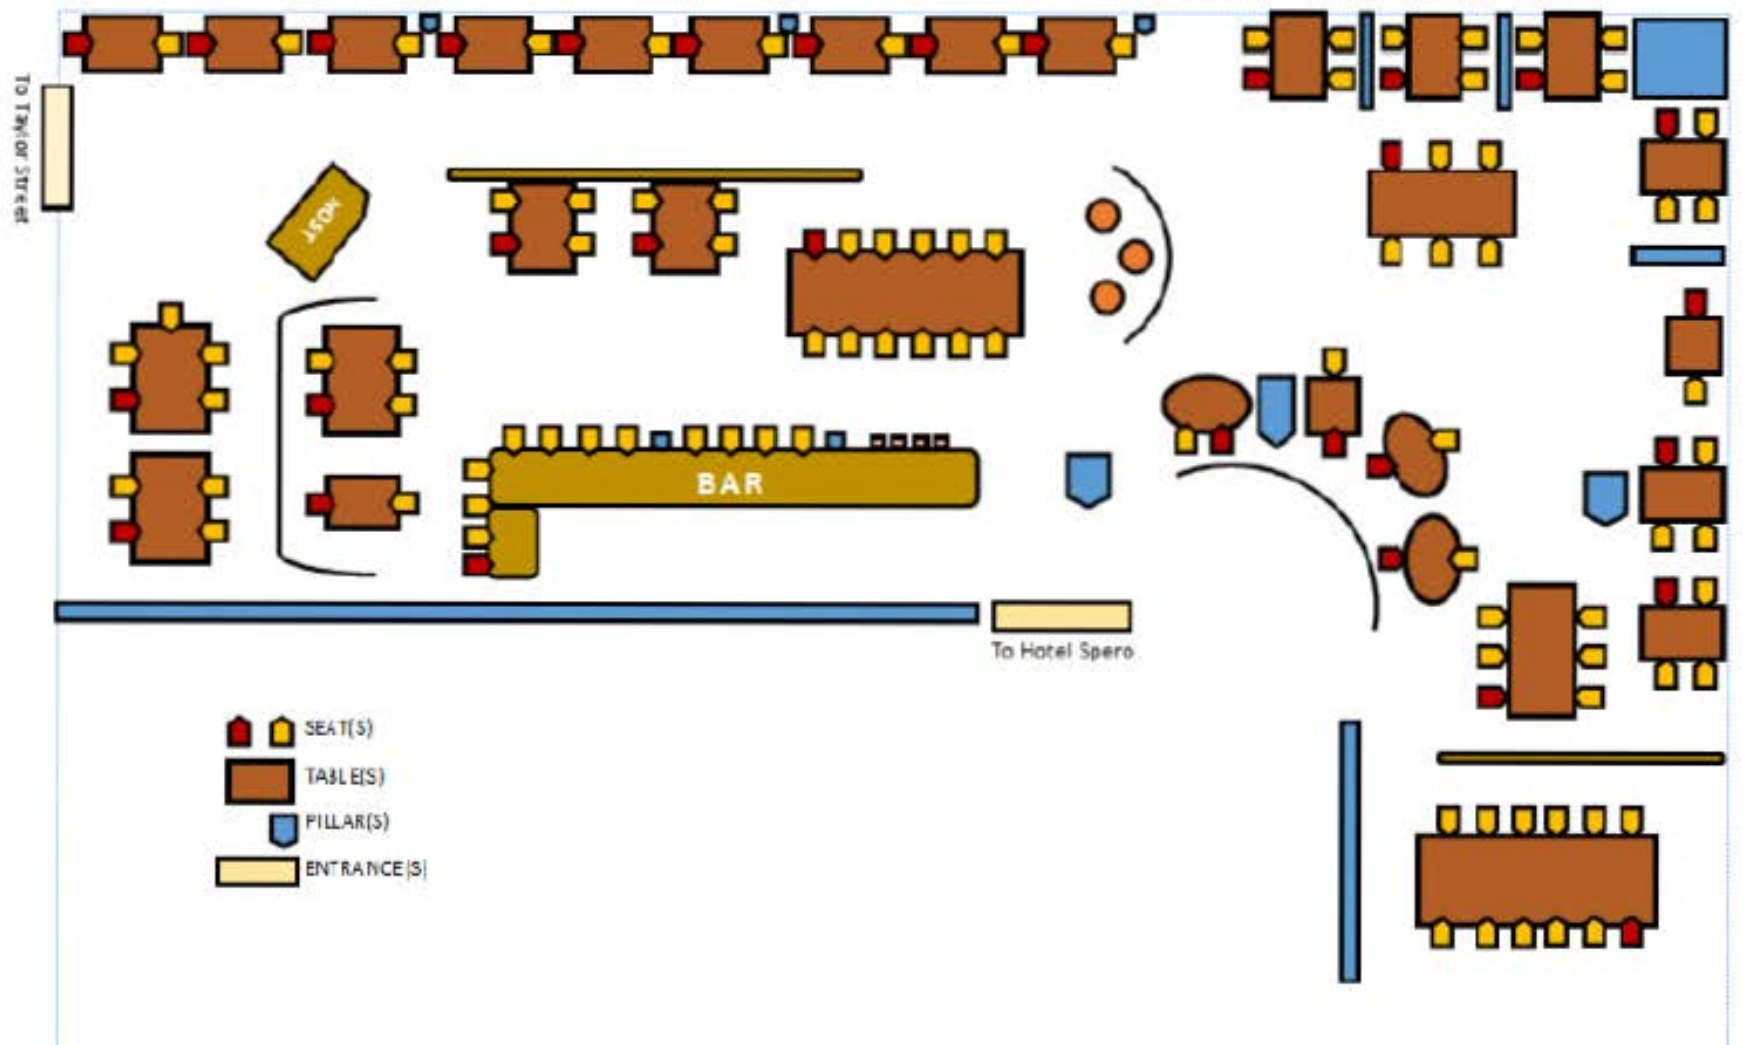 To Taylor Street
HOST
BAR
To Hotel Spero
SEAT(S)
TABLE(S)
PILLAR(S)
ENTRANCE(S)